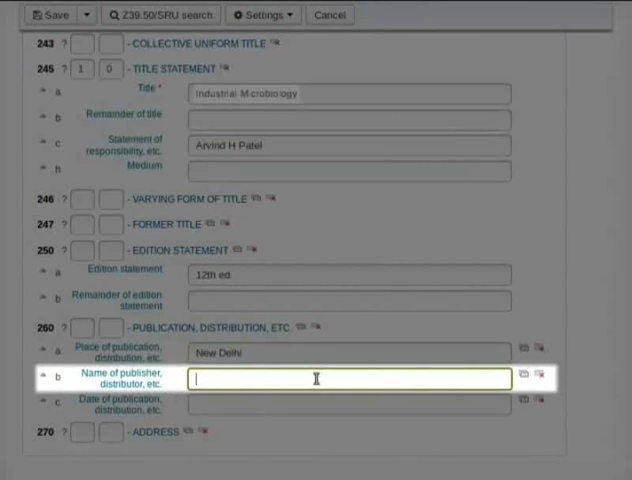 Save Z39.50/SRU search Settings Cancel
243 ? - COLLECTIVE UNIFORM TITLE
245 ? 1 0 - TITLE STATEMENT
a Title * Industrial Microbiology
b Remainder of title
c Statement of responsibility, etc. Arvind H Patel
h Medium
246 ? - VARYING FORM OF TITLE
247 ? - FORMER TITLE
250 ? - EDITION STATEMENT
a Edition statement 12th ed.
b Remainder of edition statement
260 ? - PUBLICATION, DISTRIBUTION, ETC.
a Place of publication, distribution, etc. New Delhi
b Name of publisher, distributor, etc.
c Date of publication, distribution, etc.
270 ? - ADDRESS